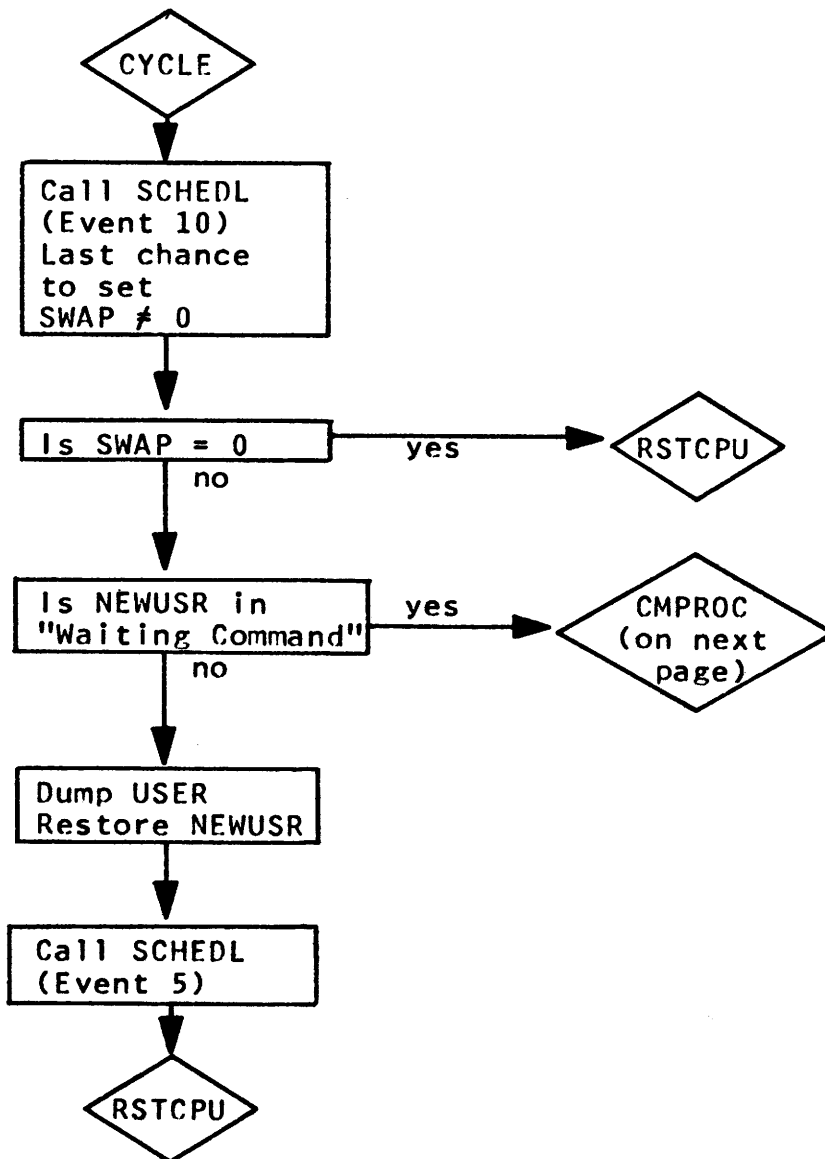 CYCLE
Call SCHEDL
(Event 10)
Last chance
to set
SWAP ≠ 0
Is SWAP = 0
yes
RSTCPU
no
Is NEWUSR in
"Waiting Command"
yes
CMPROC
(on next
page)
no
Dump USER
Restore NEWUSR
Call SCHEDL
(Event 5)
RSTCPU